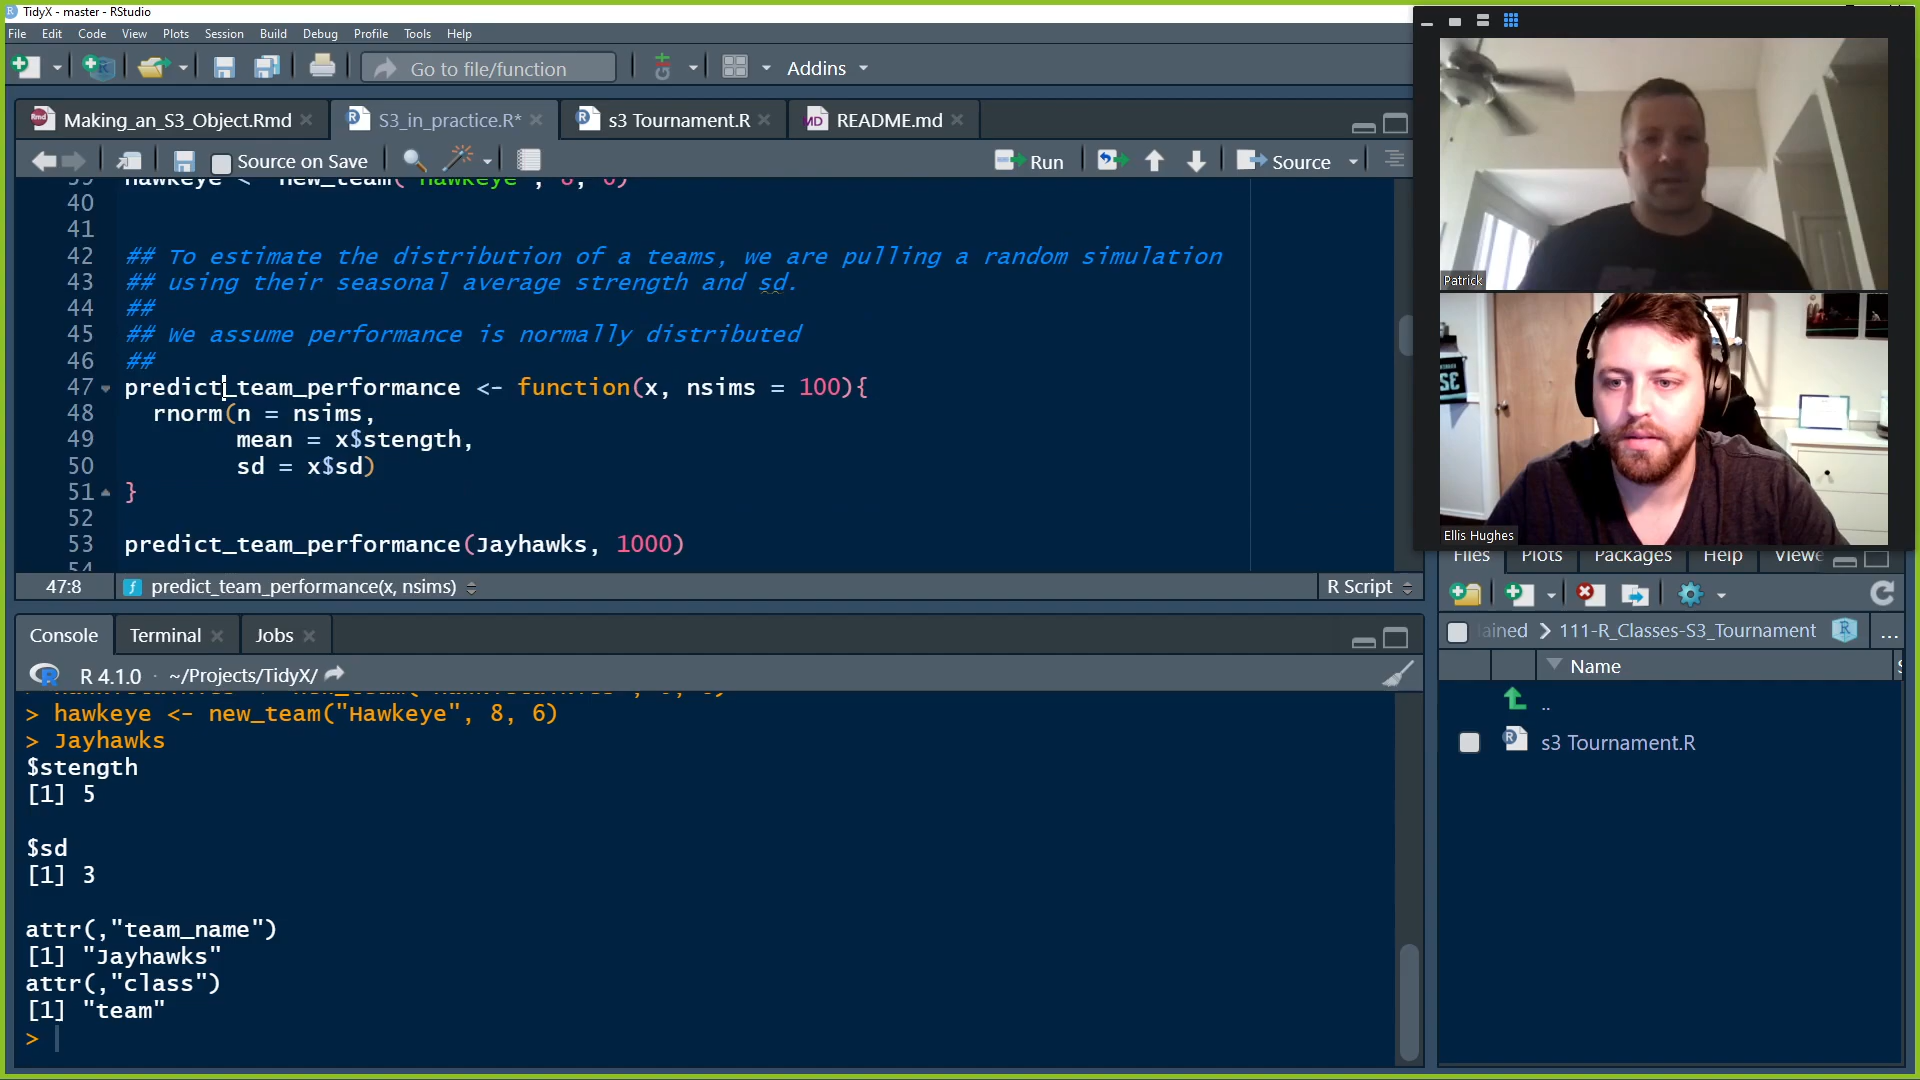 TidyX - master - RStudio
File Edit Code View Plots Session Build Debug Profile Tools Help
Go to file/function
Addins
Making_an_S3_Object.Rmd
S3_in_practice.R*
s3 Tournament.R
README.md
Source on Save
Run
Source
40
41
42 ## To estimate the distribution of a teams, we are pulling a random simulation
43 ## using their seasonal average strength and sd.
44 ##
45 ## We assume performance is normally distributed
46 ##
47 predict_team_performance <- function(x, nsims = 100){
48 rnorm(n = nsims,
49 mean = x$stength,
50 sd = x$sd)
51 }
52
53 predict_team_performance(Jayhawks, 1000)
54
47:8
predict_team_performance(x, nsims)
R Script
Console Terminal Jobs
R 4.1.0 · ~/Projects/TidyX/
> hawkeye <- new_team("Hawkeye", 8, 6)
> Jayhawks
$stength
[1] 5
$sd
[1] 3
attr(,"team_name")
[1] "Jayhawks"
attr(,"class")
[1] "team"
>
Patrick
Ellis Hughes
Files Plots Packages Help Viewe
ained > 111-R_Classes-S3_Tournament
...
Name
..
s3 Tournament.R